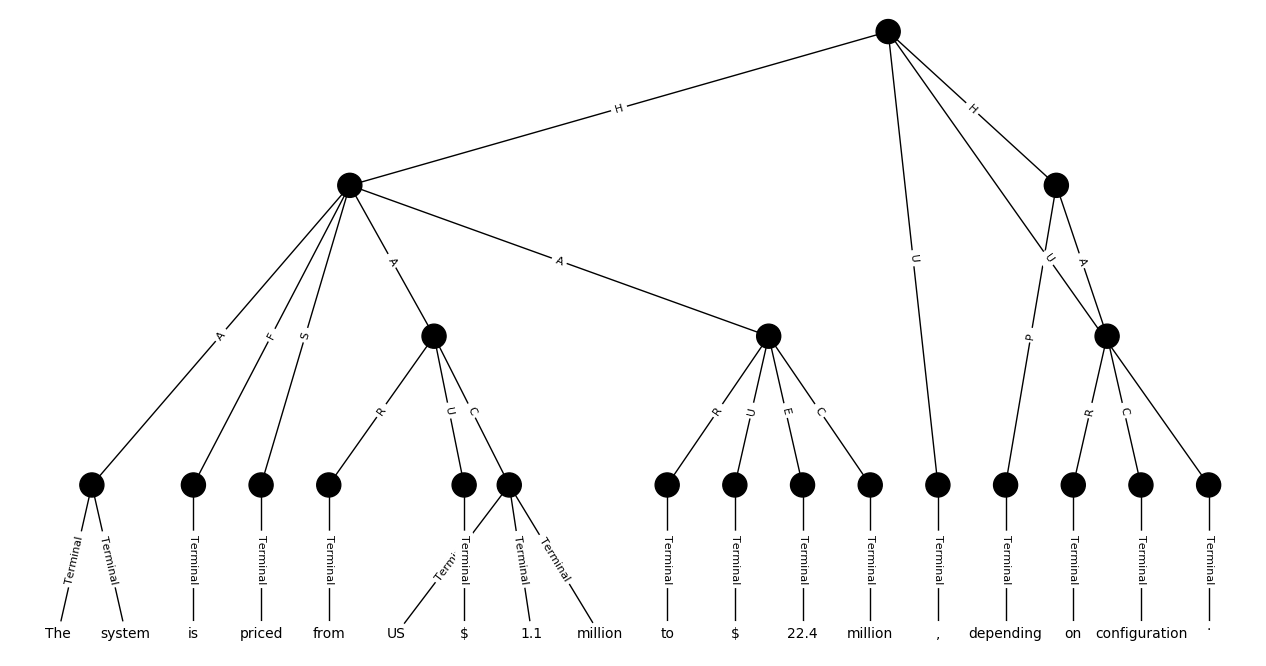 H
H
A
F
S
A
A
U
U
P
A
R
U
C
R
U
E
C
R
C
Terminal Terminal Terminal Terminal Terminal Terminal Terminal Terminal Terminal Terminal Terminal Terminal Terminal Terminal Terminal Terminal Terminal
The system is priced from US $ 1.1 million to $ 22.4 million , depending on configuration .